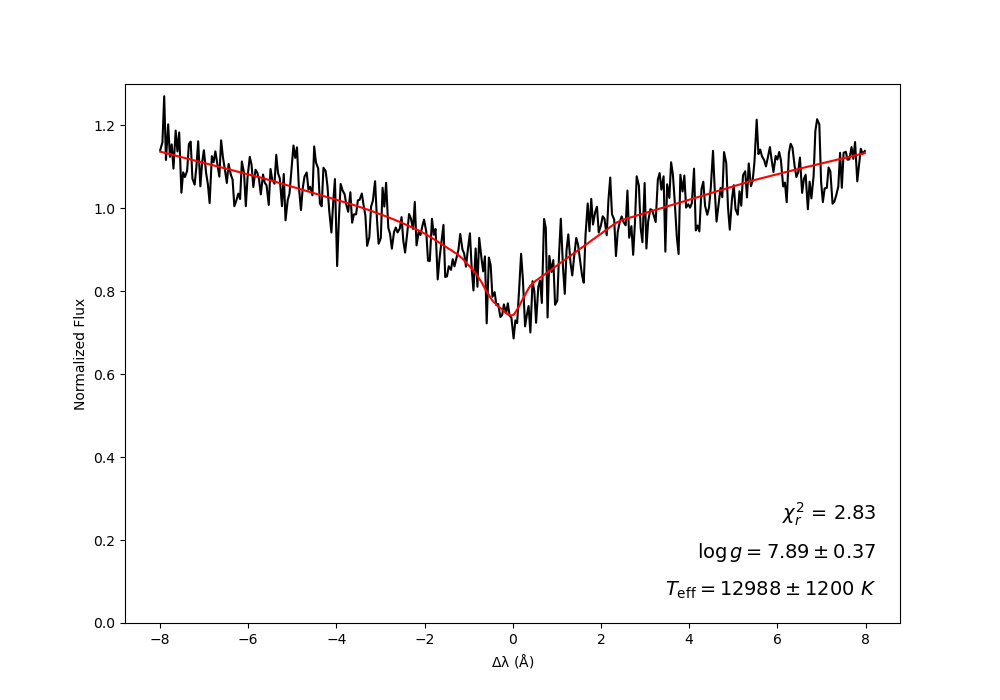 Normalized Flux
1.2
1.0
0.8
0.6
0.4
0.2
0.0
χ²ᵣ = 2.83
log g = 7.89 ± 0.37
T_eff = 12988 ± 1200 K
−8 −6 −4 −2 0 2 4 6 8
Δλ (Å)